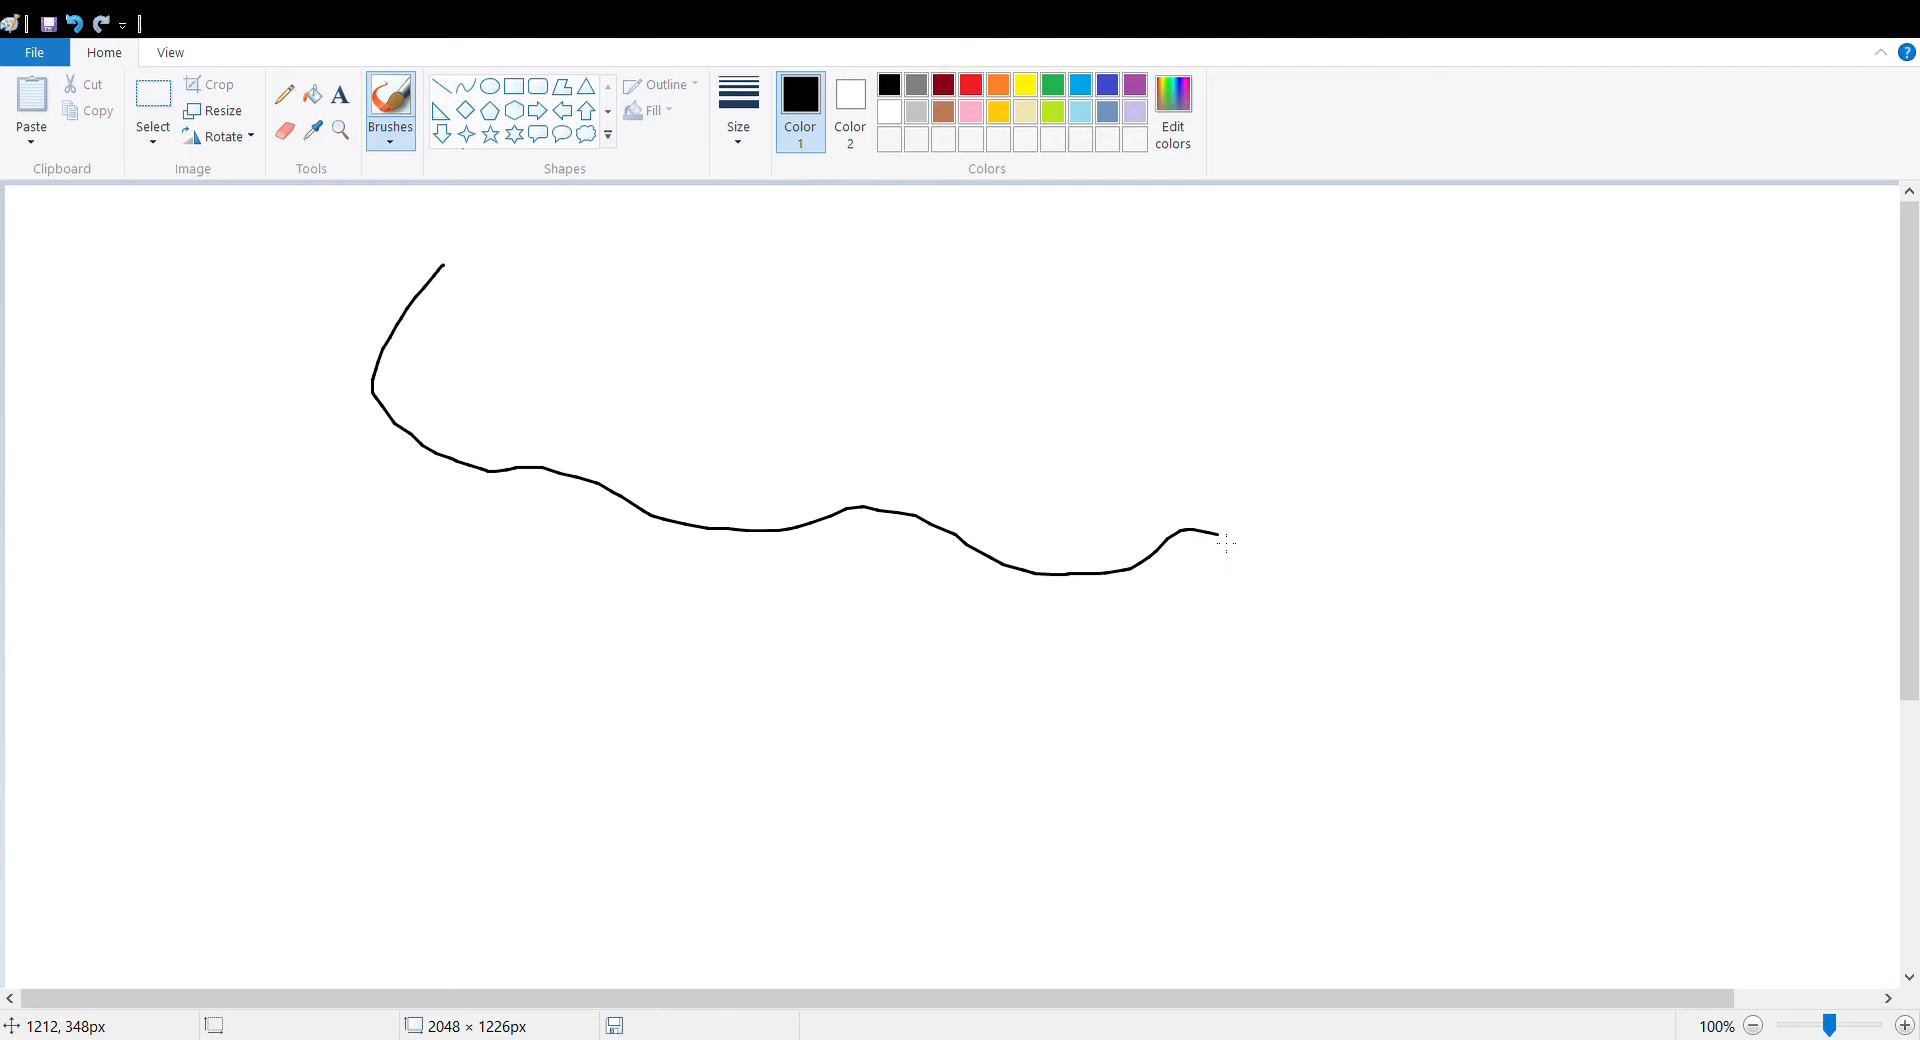 File Home View
Paste
Cut
Copy
Clipboard
Select
Crop
Resize
Rotate
Image
Tools
Brushes
Shapes
Outline
Fill
Size
Color
1
Color
2
Edit
colors
Colors
1212, 348px
2048 × 1226px
100%